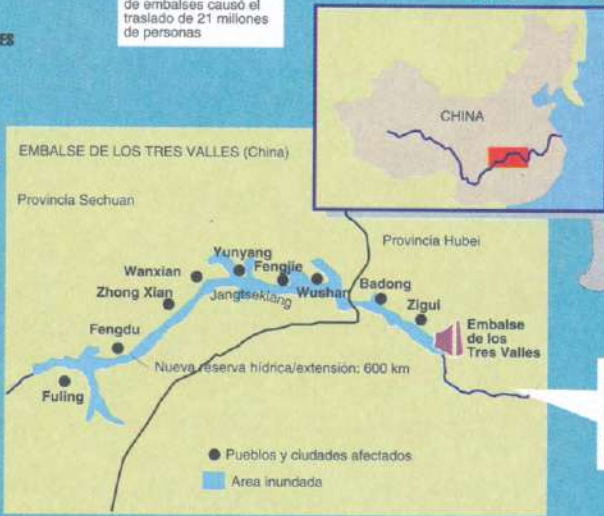 de embalses causó el
traslado de 21 millones
de personas
ES
CHINA
EMBALSE DE LOS TRES VALLES (China)
Provincia Sechuan
Provincia Hubei
Yunyang
Wanxian
Fengjie
Zhong Xian
Jangtsekiang
Wushan
Badong
Zigui
Fengdu
Embalse
de los
Tres Valles
Nueva reserva hídrica/extensión: 600 km
Fuling
Pueblos y ciudades afectados
Area inundada